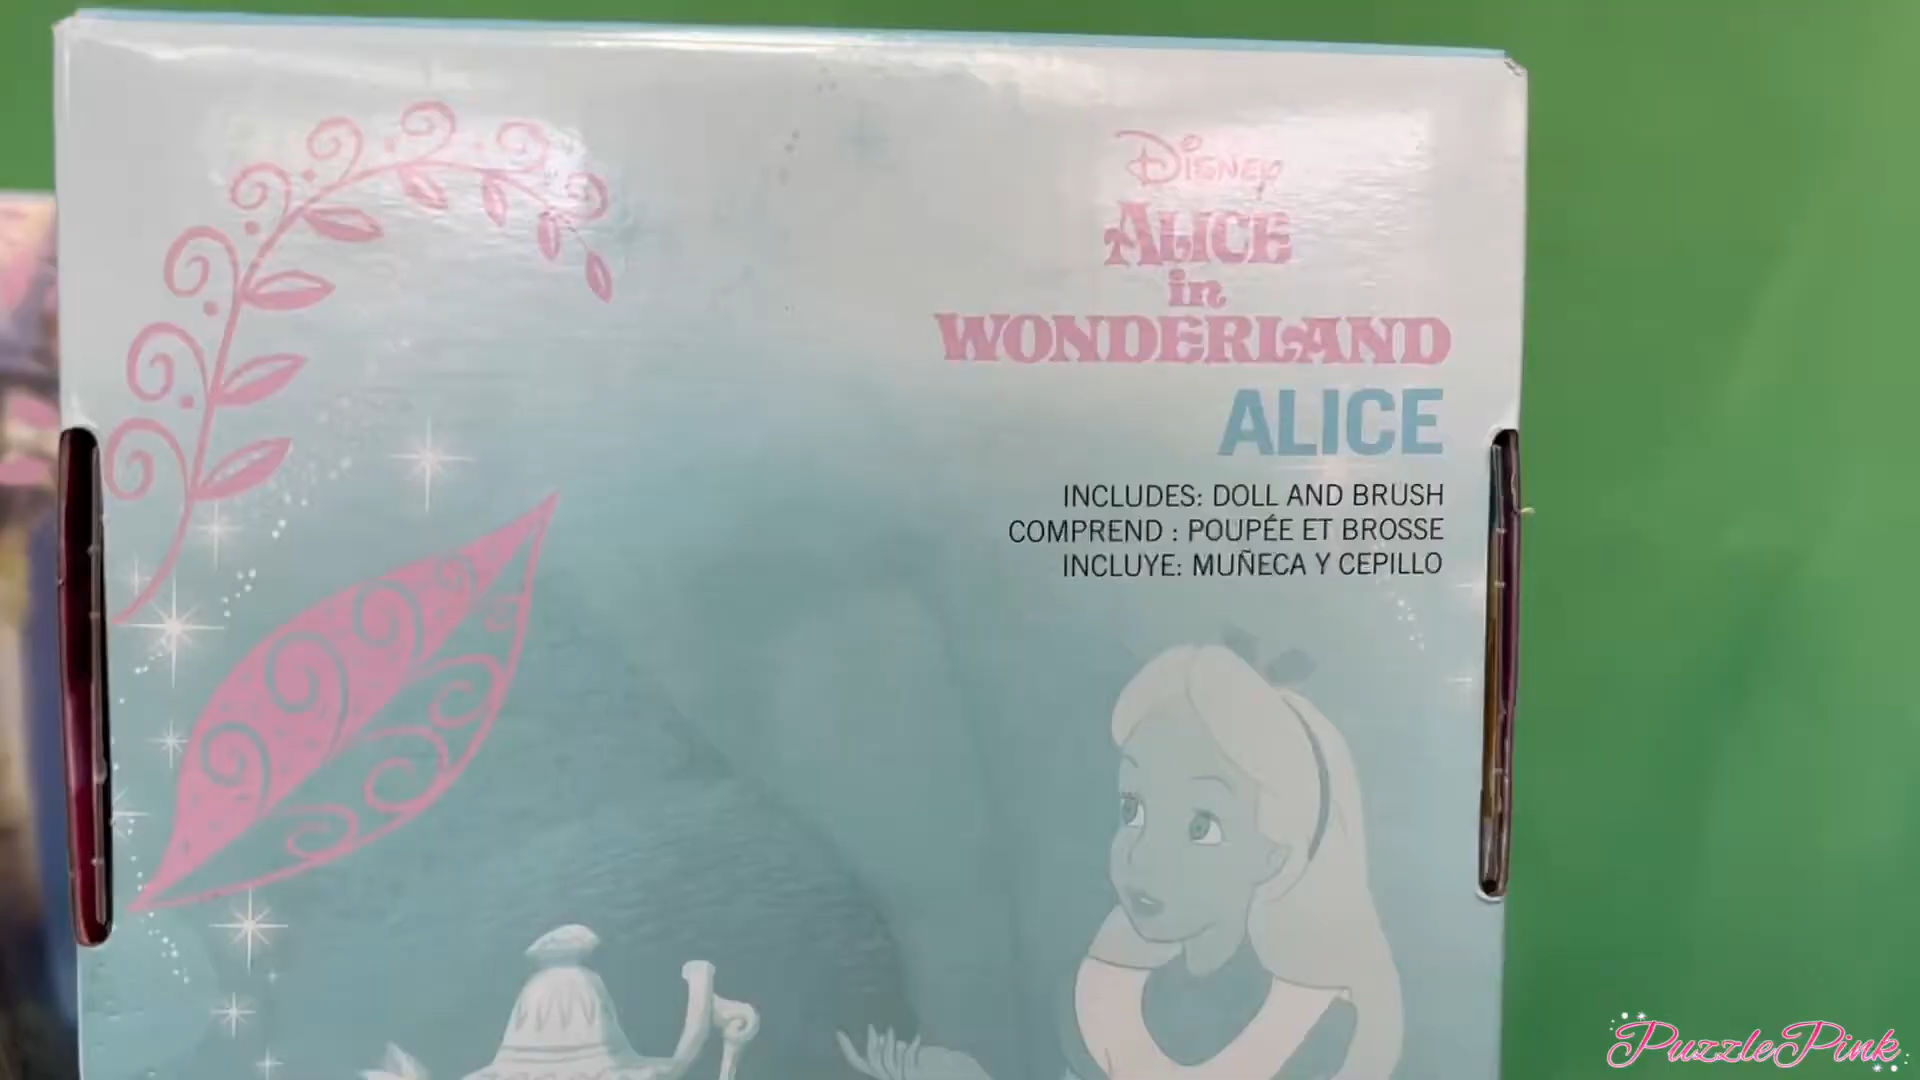 Disney
ALICE
in
WONDERLAND
ALICE
INCLUDES: DOLL AND BRUSH
COMPREND : POUPÉE ET BROSSE
INCLUYE: MUÑECA Y CEPILLO
PuzzlePink